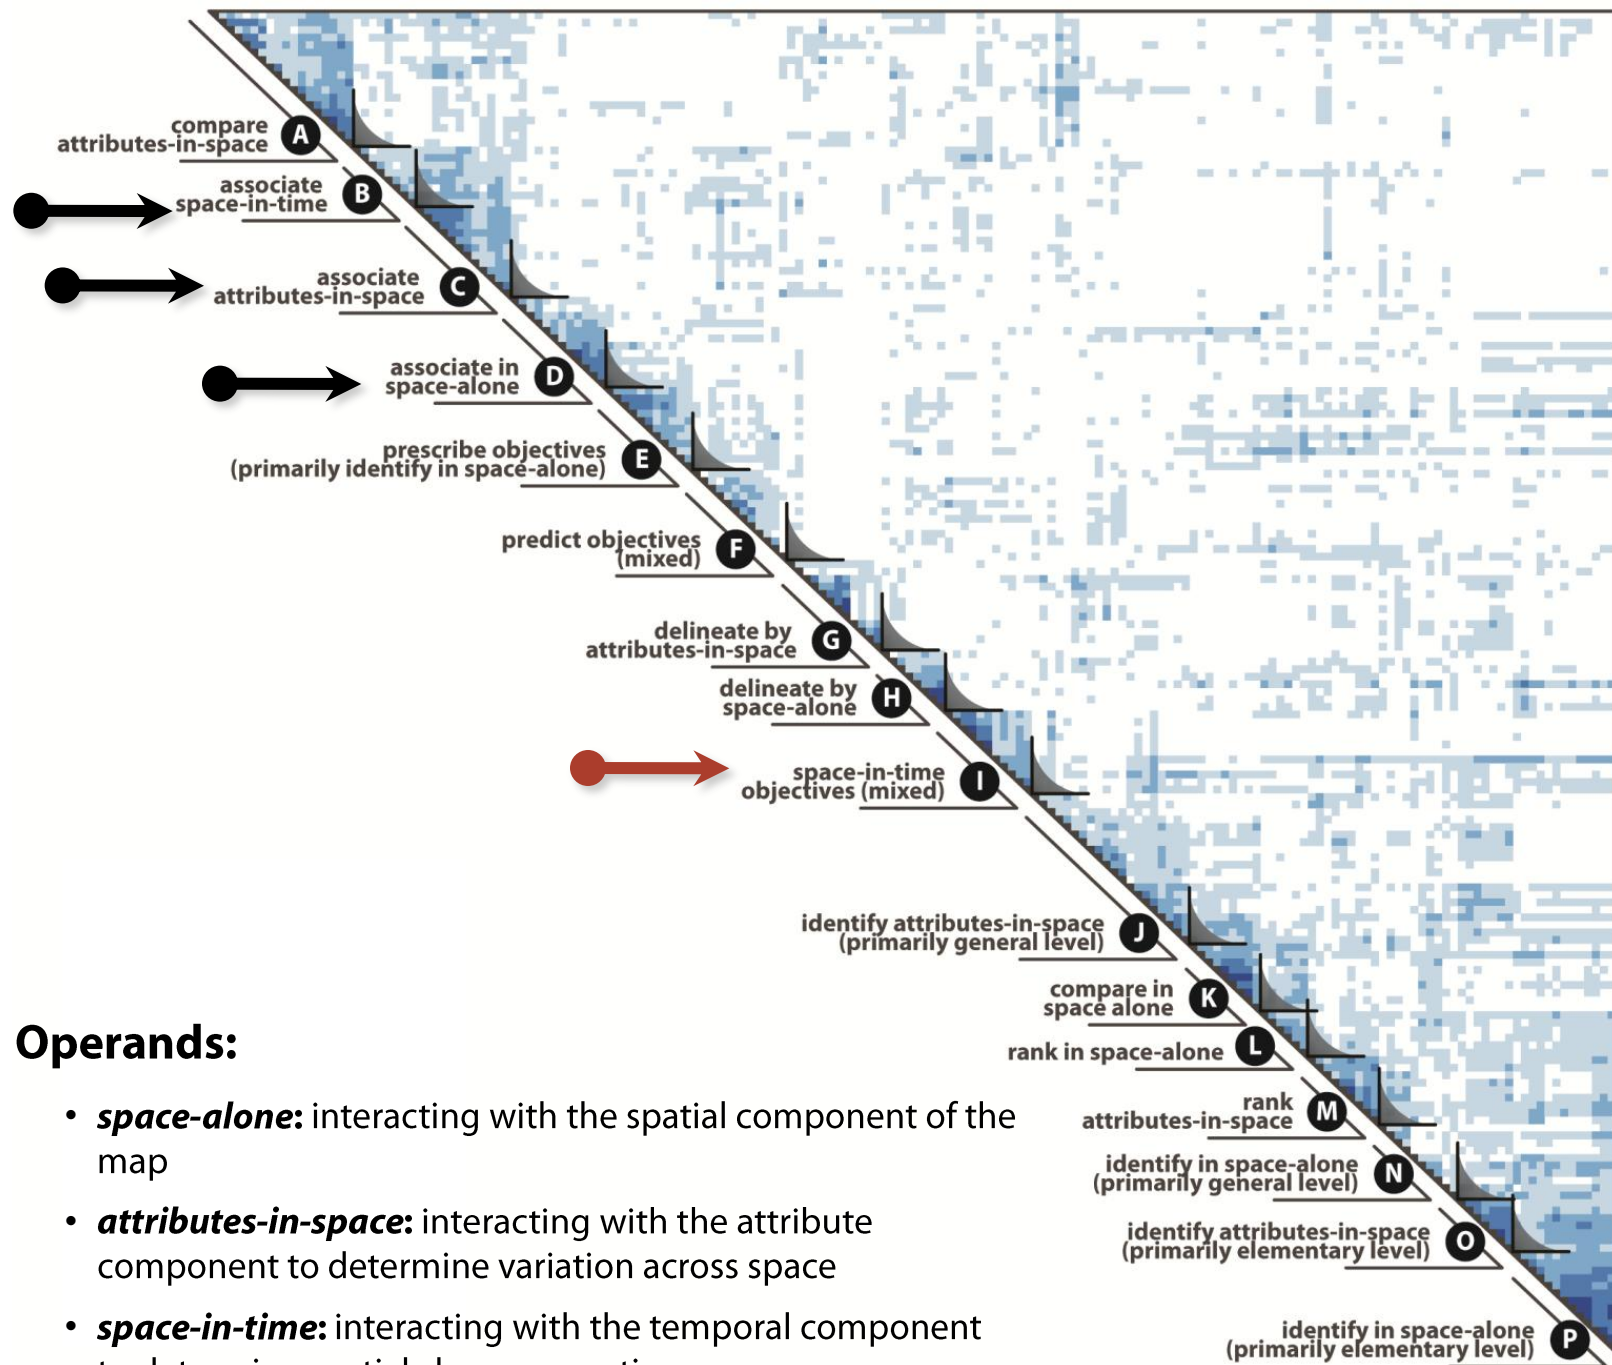 compare
attributes-in-space
A
associate
space-in-time
B
associate
attributes-in-space
C
associate in
space-alone
D
prescribe objectives
(primarily identify in space-alone)
E
predict objectives
(mixed)
F
delineate by
attributes-in-space
G
delineate by
space-alone
H
space-in-time
objectives (mixed)
I
identify attributes-in-space
(primarily general level)
J
compare in
space alone
K
rank in space-alone
L
rank
attributes-in-space
M
identify in space-alone
(primarily general level)
N
identify attributes-in-space
(primarily elementary level)
O
identify in space-alone
(primarily elementary level)
P
Operands:
• space-alone: interacting with the spatial component of the
map
• attributes-in-space: interacting with the attribute
component to determine variation across space
• space-in-time: interacting with the temporal component